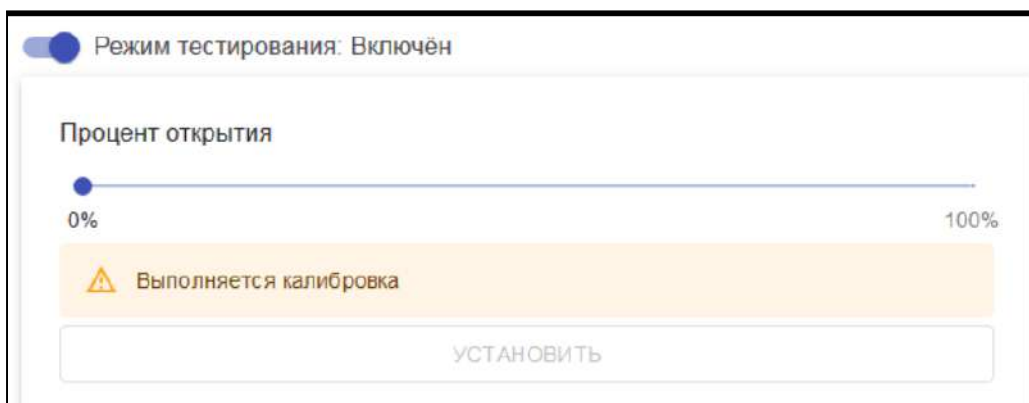 Режим тестирования: Включён
Процент открытия
0% 100%
Выполняется калибровка
УСТАНОВИТЬ